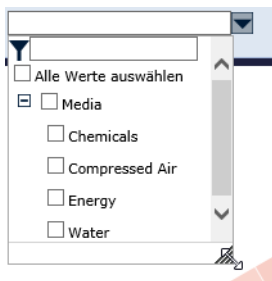 Alle Werte auswählen
Media
Chemicals
Compressed Air
Energy
Water